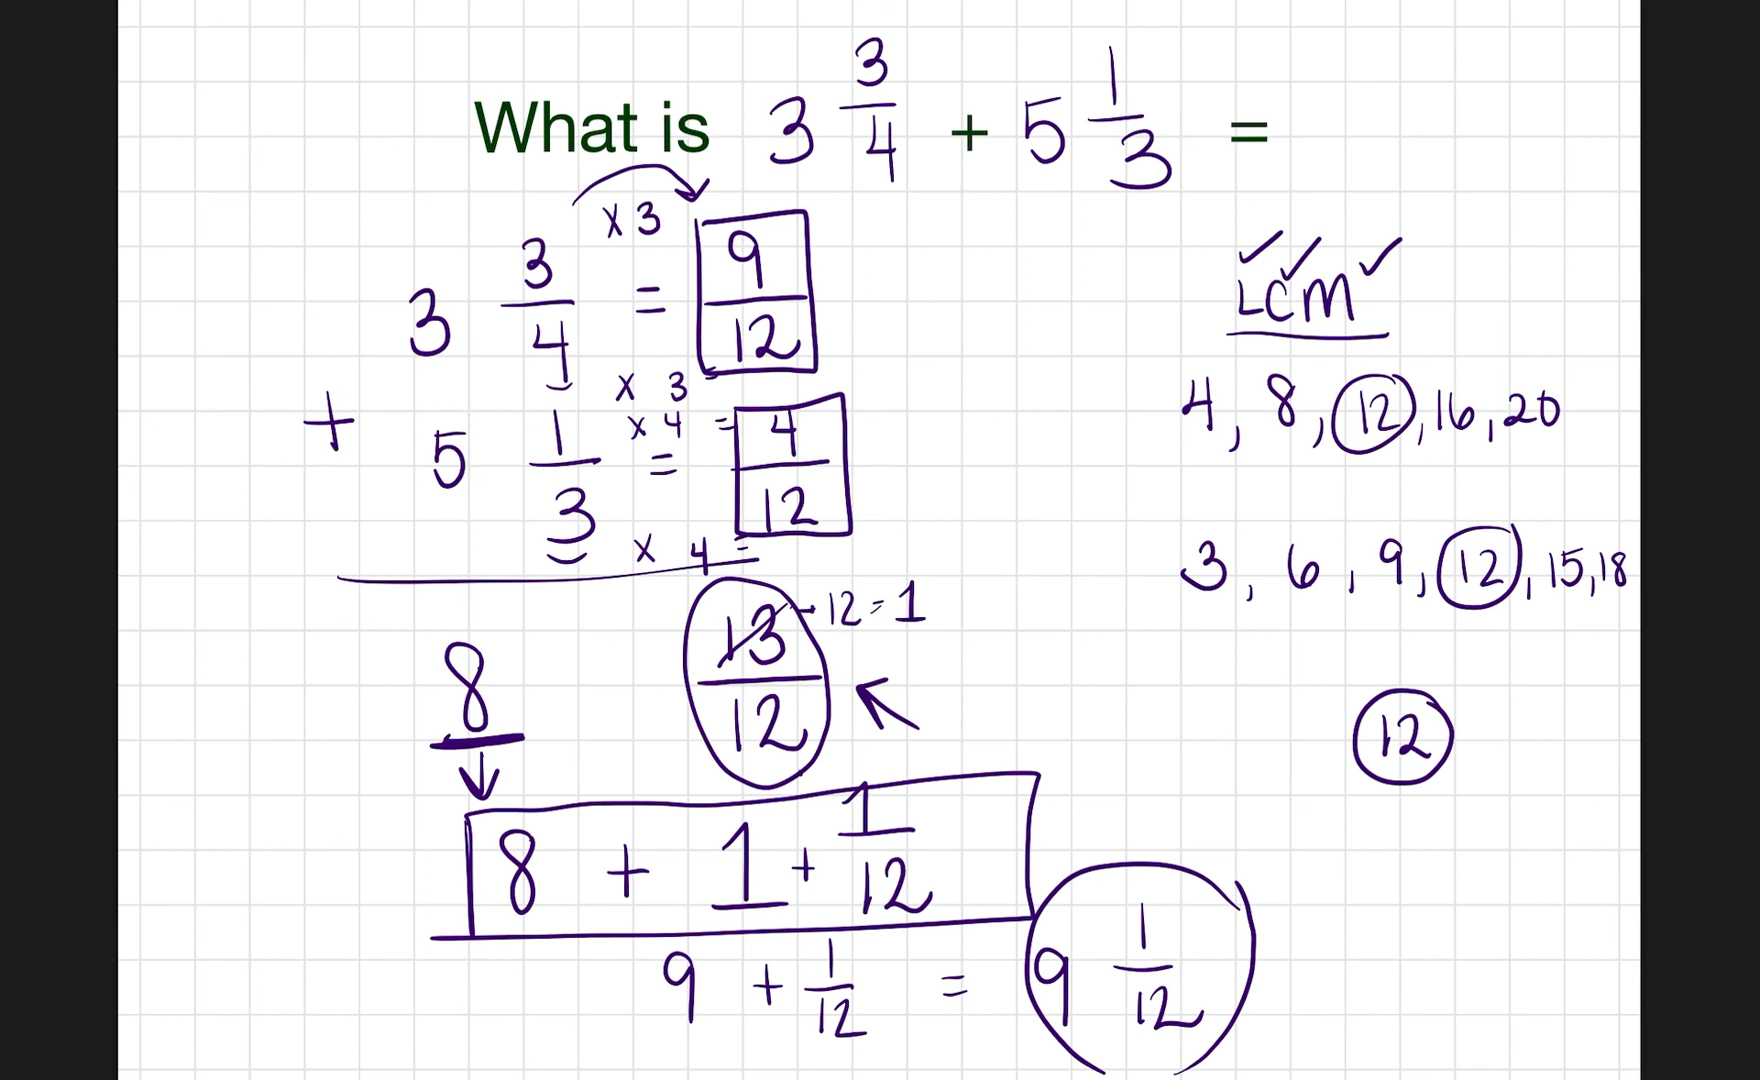 What is 3 3/4 + 5 1/3 =
x 3
3 3/4 = 9/12
x 3 =
x 4 =
+ 5 1/3 = 4/12
x 4 =
8 13/12 - 12 = 1
8 + 1 + 1/12
9 + 1/12 = 9 1/12
LCM
4, 8, 12, 16, 20
3, 6, 9, 12, 15, 18
12